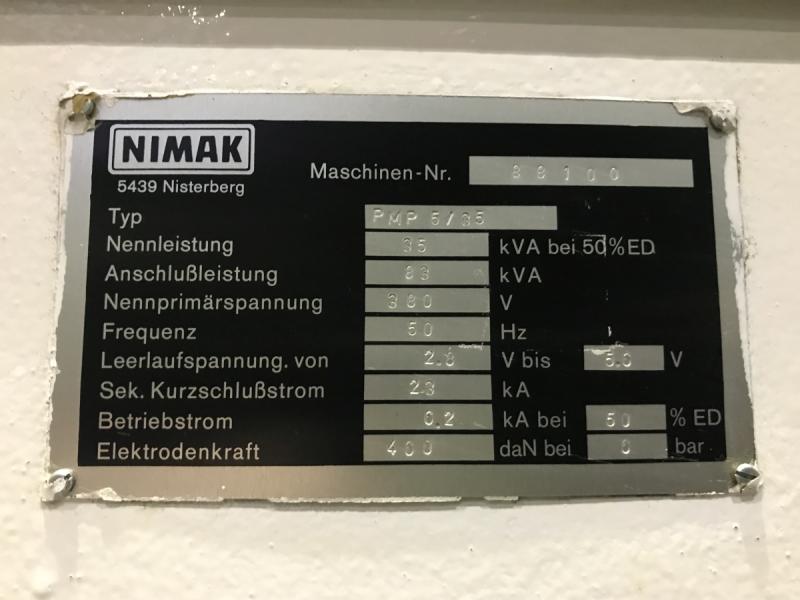 NIMAK
5439 Nisterberg
Maschinen-Nr. 88100
Typ PMP 5/35
Nennleistung 35 kVA bei 50%ED
Anschlußleistung 83 kVA
Nennprimärspannung 380 V
Frequenz 50 Hz
Leerlaufspannung. von 2.8 V bis V
Sek. Kurzschlußstrom 23 kA
Betriebstrom 0.2 kA bei 50 % ED
Elektrodenkraft 400 daN bei 6 bar